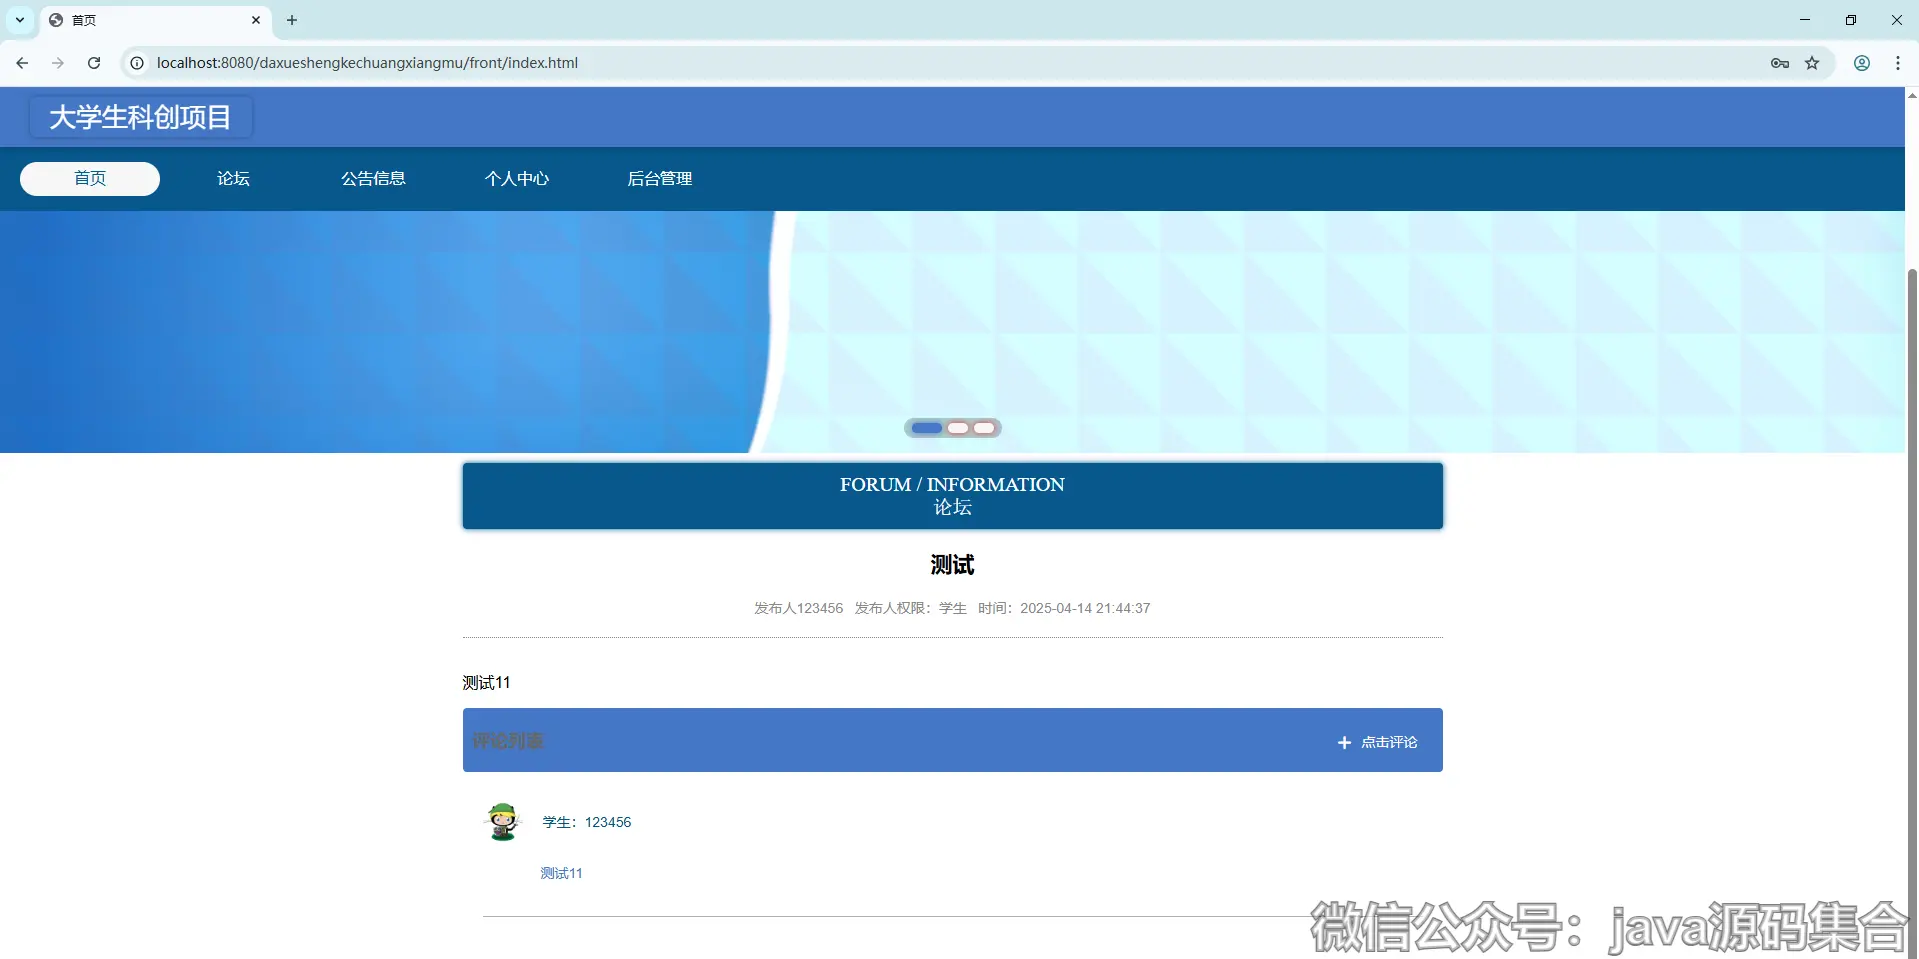 首页
localhost:8080/daxueshengkechuangxiangmu/front/index.html
大学生科创项目
首页 论坛 公告信息 个人中心 后台管理
FORUM / INFORMATION
论坛
测试
发布人123456 发布人权限：学生 时间：2025-04-14 21:44:37
测试11
评论列表 + 点击评论
学生：123456
测试11
微信公众号：java源码集合